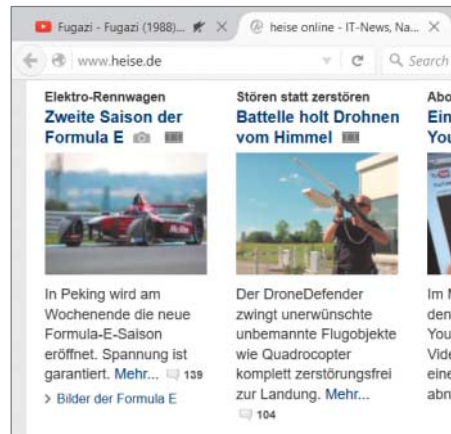 Fugazi - Fugazi (1988)...
heise online - IT-News, Na...
www.heise.de
Search
Elektro-Rennwagen
Zweite Saison der
Formula E
In Peking wird am
Wochenende die neue
Formula-E-Saison
eröffnet. Spannung ist
garantiert. Mehr... 139
> Bilder der Formula E
Stören statt zerstören
Battelle holt Drohnen
vom Himmel
Der DroneDefender
zwingt unerwünschte
unbemannte Flugobjekte
wie Quadrocopter
komplett zerstörungsfrei
zur Landung. Mehr...
104
Abo
Ein
You
Im M
den
You
Vide
eine
abn